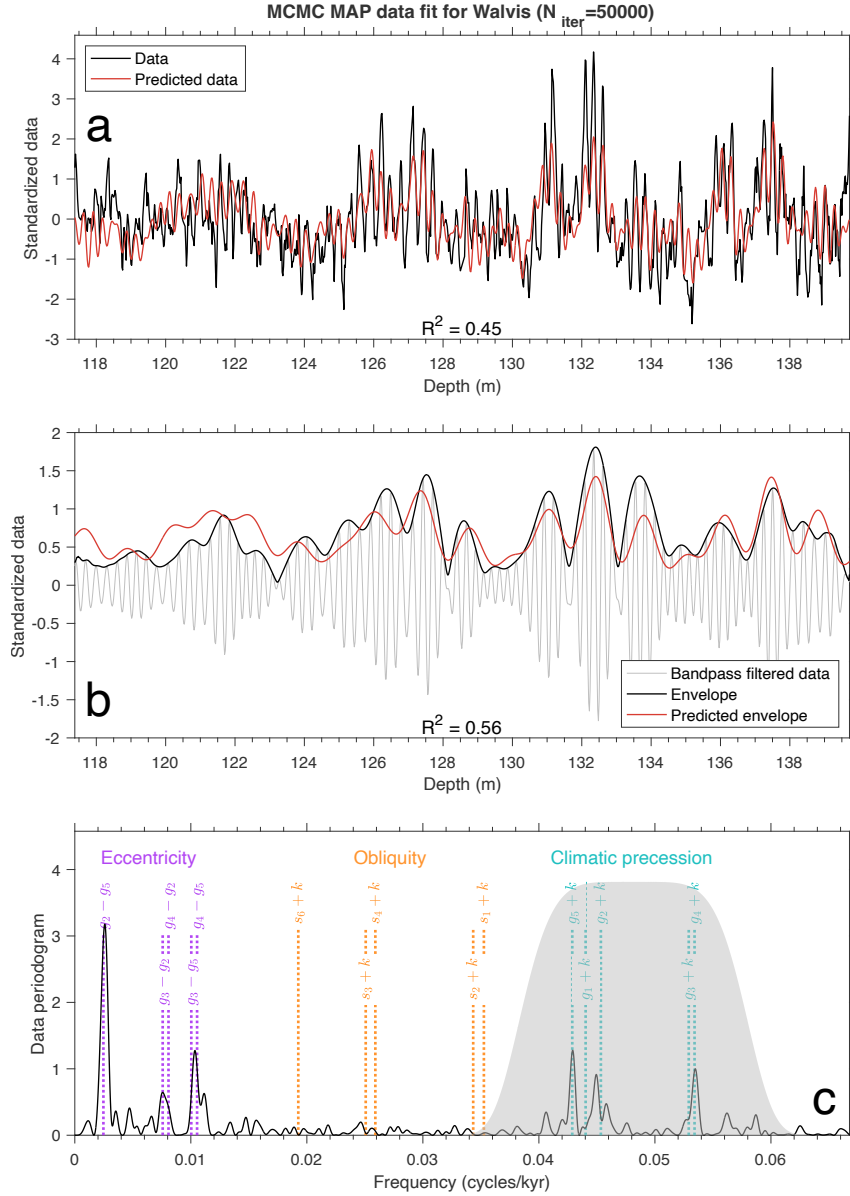 MCMC MAP data fit for Walvis (N_iter=50000)
Data
Predicted data
a
Standardized data
4
3
2
1
0
-1
-2
-3
R² = 0.45
118 120 122 124 126 128 130 132 134 136 138
Depth (m)
2
1.5
1
0.5
0
-0.5
-1
-1.5
-2
Standardized data
Bandpass filtered data
Envelope
Predicted envelope
b
R² = 0.56
118 120 122 124 126 128 130 132 134 136 138
Depth (m)
Eccentricity Obliquity Climatic precession
g₂ − g₅
g₃ − g₂
g₄ − g₂
g₃ − g₅
g₄ − g₅
s₆ + k
s₃ + k
s₄ + k
s₂ + k
s₁ + k
g₅ + k
g₁ + k
g₂ + k
g₃ + k
g₄ + k
Data periodogram
4
3
2
1
0
c
0 0.01 0.02 0.03 0.04 0.05 0.06
Frequency (cycles/kyr)